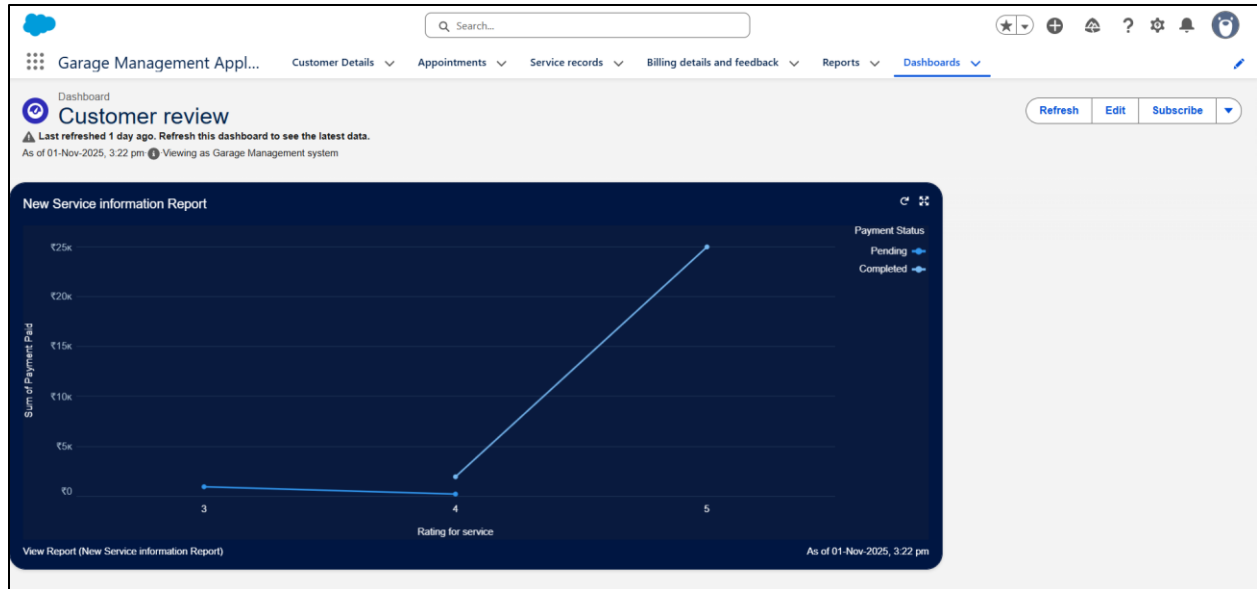 Search...
Garage Management Appl...
Customer Details
Appointments
Service records
Billing details and feedback
Reports
Dashboards
Dashboard
Customer review
Refresh
Edit
Subscribe
Last refreshed 1 day ago. Refresh this dashboard to see the latest data.
As of 01-Nov-2025, 3:22 pm Viewing as Garage Management system
New Service information Report
Payment Status
Pending
Completed
Sum of Payment Paid
₹25K
₹20K
₹15K
₹10K
₹5K
₹0
3
4
5
Rating for service
View Report (New Service information Report)
As of 01-Nov-2025, 3:22 pm